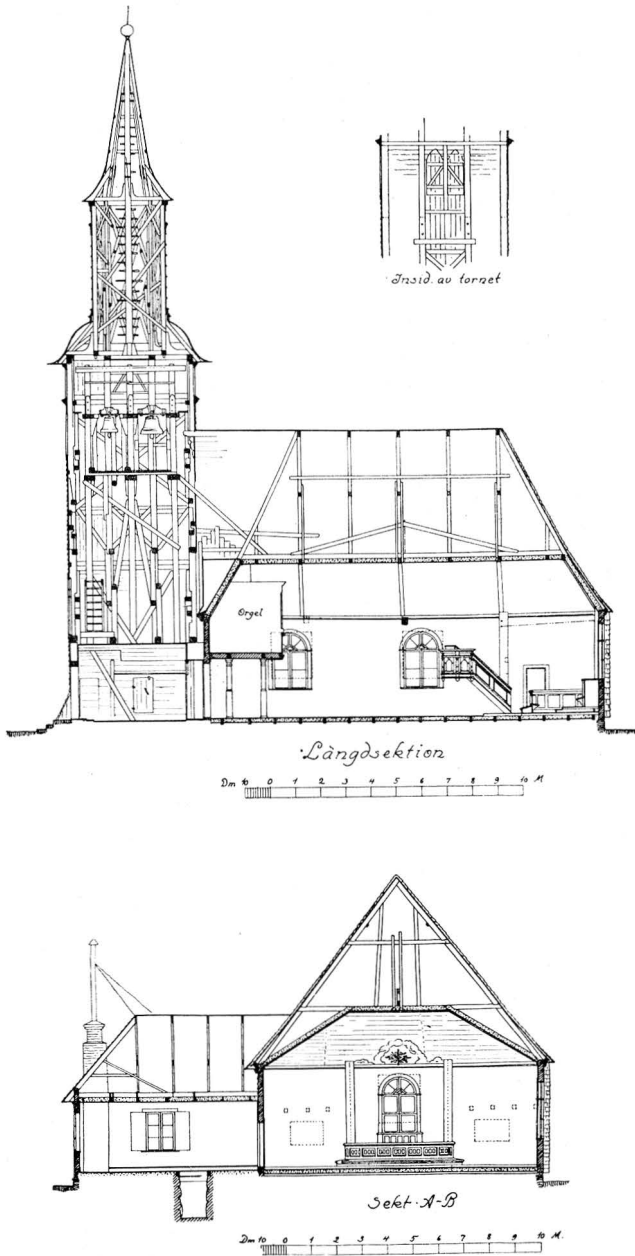 Insid. av tornet
Orgel
Längdsektion
Dm 10 0 1 2 3 4 5 6 7 8 9 10 M
Sekt. A-B
Dm 10 0 1 2 3 4 5 6 7 8 9 10 M.